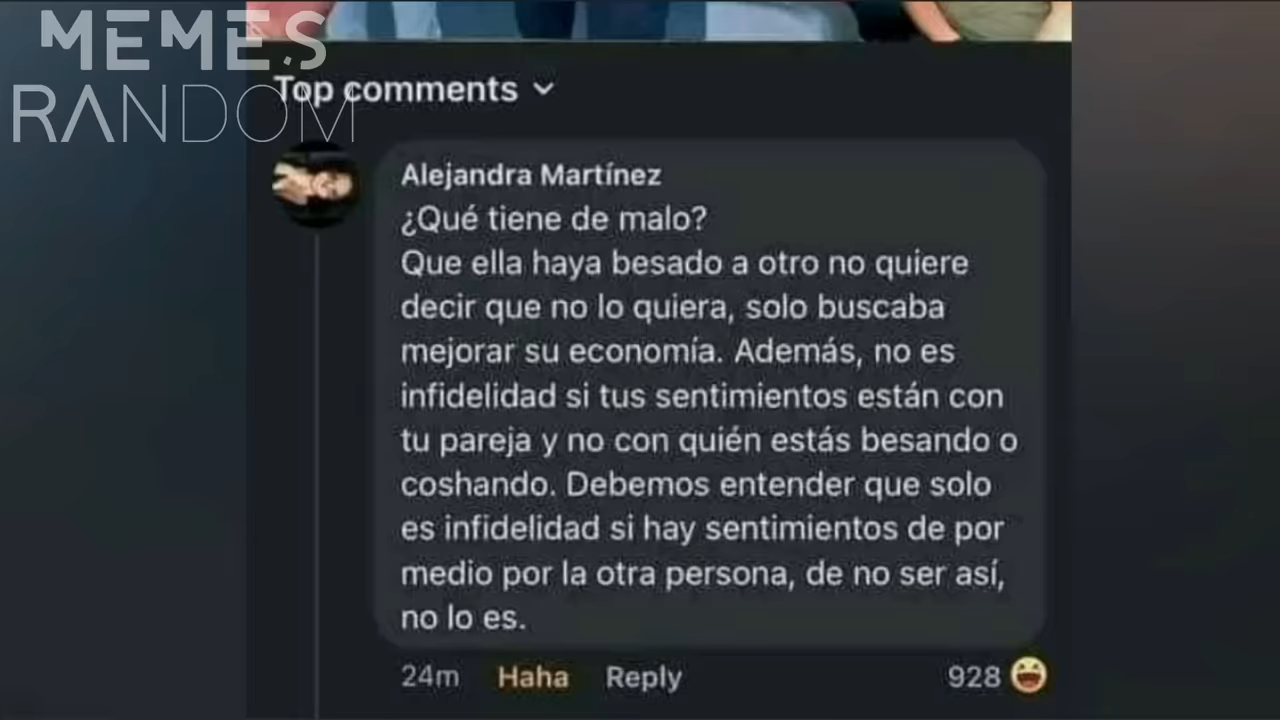 MEMES
RANDOM
Top comments
Alejandra Martínez
¿Qué tiene de malo?
Que ella haya besado a otro no quiere
decir que no lo quiera, solo buscaba
mejorar su economía. Además, no es
infidelidad si tus sentimientos están con
tu pareja y no con quién estás besando o
coshando. Debemos entender que solo
es infidelidad si hay sentimientos de por
medio por la otra persona, de no ser así,
no lo es.
24m Haha Reply 928